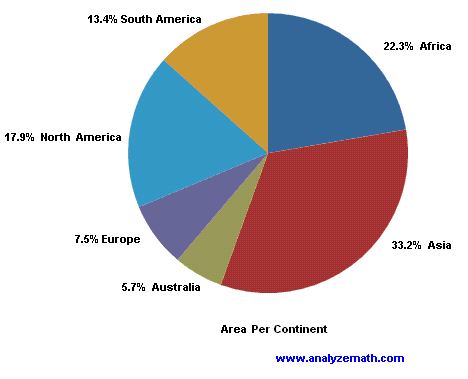 13.4% South America
22.3% Africa
17.9% North America
7.5% Europe
33.2% Asia
5.7% Australia
Area Per Continent
www.analyzemath.com